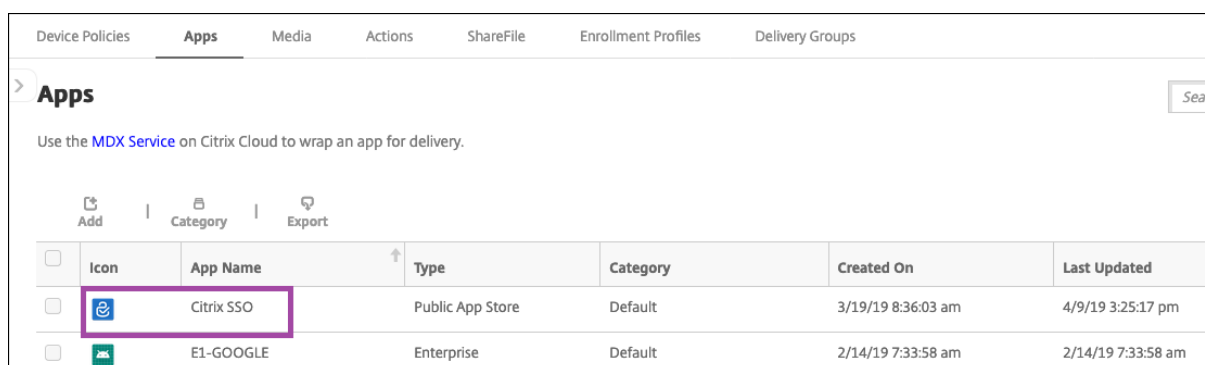 Device Policies Apps Media Actions ShareFile Enrollment Profiles Delivery Groups
Apps
Sea
Use the MDX Service on Citrix Cloud to wrap an app for delivery.
Add | Category | Export
Icon App Name Type Category Created On Last Updated
Citrix SSO Public App Store Default 3/19/19 8:36:03 am 4/9/19 3:25:17 pm
E1-GOOGLE Enterprise Default 2/14/19 7:33:58 am 2/14/19 7:33:58 am